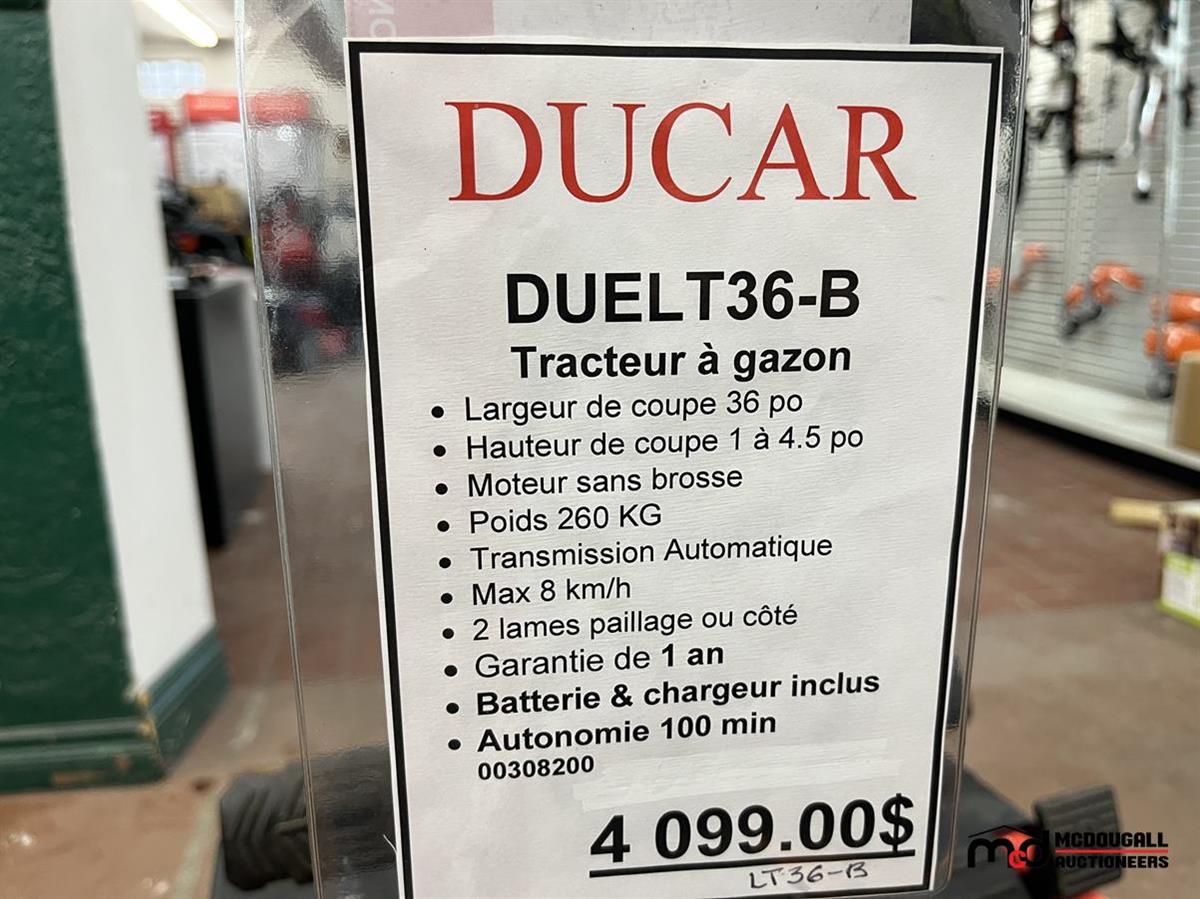 DUCAR
DUELT36-B
Tracteur à gazon
• Largeur de coupe 36 po
• Hauteur de coupe 1 à 4.5 po
• Moteur sans brosse
• Poids 260 KG
• Transmission Automatique
• Max 8 km/h
• 2 lames paillage ou côté
• Garantie de 1 an
• Batterie & chargeur inclus
• Autonomie 100 min
00308200
4 099.00$
LT36-B
MCDOUGALL
AUCTIONEERS